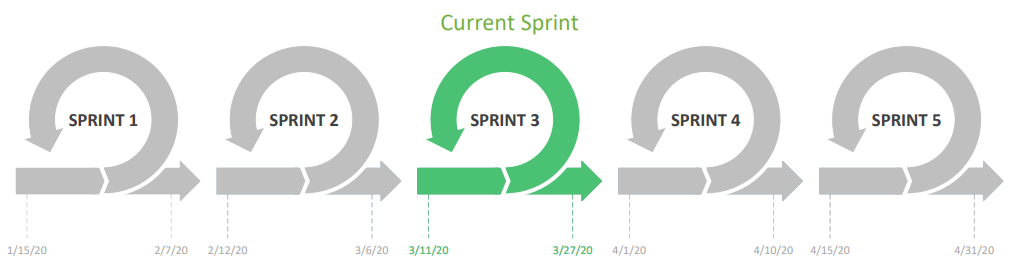 Current Sprint
SPRINT 1
SPRINT 2
SPRINT 3
SPRINT 4
SPRINT 5
1/15/20
2/7/20
2/12/20
3/6/20
3/11/20
3/27/20
4/1/20
4/10/20
4/15/20
4/31/20